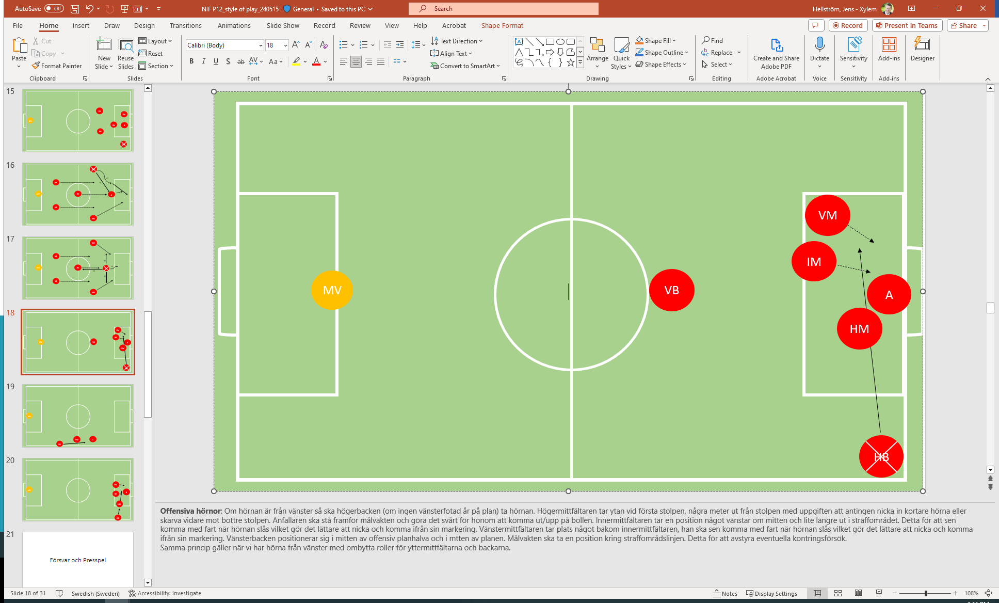 AutoSave Off
NIF P12_style of play_240515 General • Saved to this PC
Search
Hellström, Jens - Xylem
File Home Insert Draw Design Transitions Animations Slide Show Record Review View Help Acrobat Shape Format
Record
Present in Teams
Share
Paste
Cut
Copy
Format Painter
Clipboard
New Slide
Reuse Slides
Layout
Reset
Section
Slides
Calibri (Body) 18
B I U S ab AV Aa A
Font
Text Direction
Align Text
Convert to SmartArt
Paragraph
Arrange
Quick Styles
Shape Fill
Shape Outline
Shape Effects
Drawing
Find
Replace
Select
Editing
Create and Share Adobe PDF
Adobe Acrobat
Dictate
Voice
Sensitivity
Sensitivity
Add-ins
Add-ins
Designer
15
16
17
18
19
20
21
Försvar och Presspel
VM
IM
MV
VB
A
HM
HB
Offensiva hörnor: Om hörnan är från vänster så ska högerbacken (om ingen vänsterfotad år på plan) ta hörnan. Högermittfältaren tar ytan vid första stolpen, några meter ut från stolpen med uppgiften att antingen nicka in kortare hörna eller
skarva vidare mot bottre stolpen. Anfallaren ska stå framför målvakten och göra det svårt för honom att komma ut/upp på bollen. Innermittfältaren tar en position något vänstar om mitten och lite längre ut i straffområdet. Detta för att sen
komma med fart när hörnan slås vilket gör det lättare att nicka och komma ifrån sin markering. Vänstermittfältaren tar plats något bakom innermittfältaren, han ska sen komma med fart när hörnan slås vilket gör det lättare att nicka och komma
ifrån sin markering. Vänsterbacken positionerar sig i mitten av offensiv planhalva och i mtten av planen. Målvakten ska ta en position kring straffområdslinjen. Detta för att avstyra eventuella kontringsförsök.
Samma princip gäller när vi har hörna från vänster med ombytta roller för yttermittfältarna och backarna.
Slide 18 of 31
Swedish (Sweden)
Accessibility: Investigate
Notes
Display Settings
108%